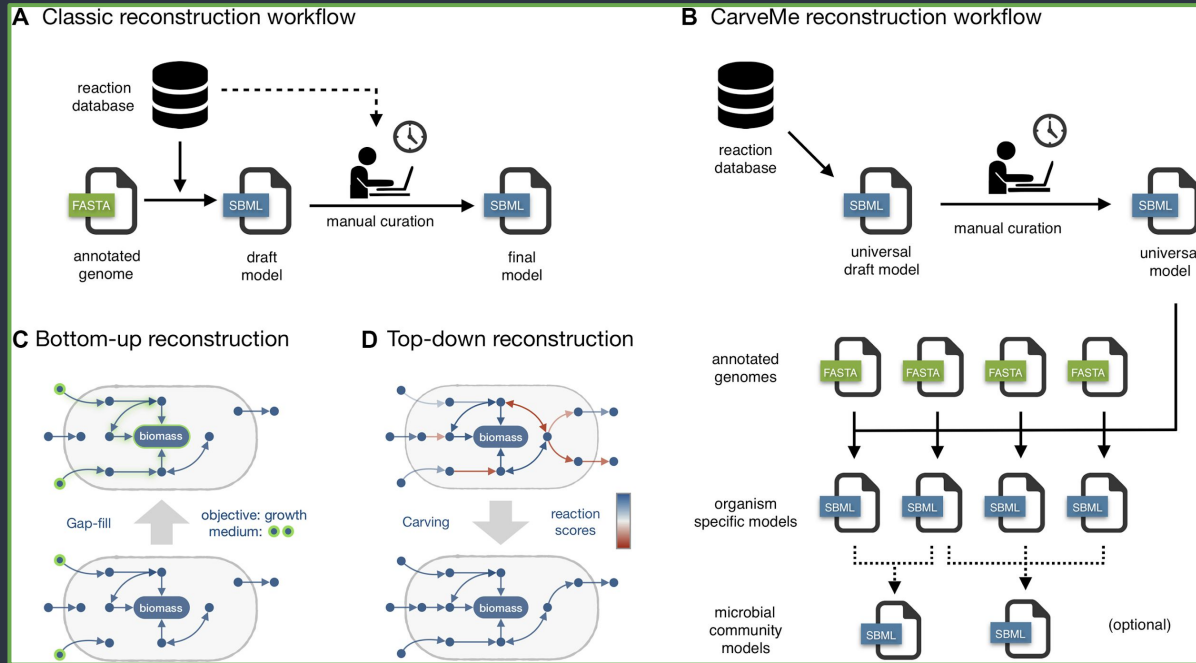 A Classic reconstruction workflow
reaction
database
FASTA
SBML
SBML
manual curation
annotated
genome
draft
model
final
model
B CarveMe reconstruction workflow
reaction
database
SBML
SBML
manual curation
universal
draft model
universa
model
annotated
genomes
FASTA
FASTA
FASTA
FASTA
organism
specific models
SBML
SBML
SBML
SBML
microbial
community
models
SBML
SBML
(optional)
C Bottom-up reconstruction
biomass
Gap-fill
objective: growth
medium:
biomass
D Top-down reconstruction
biomass
Carving
reaction
scores
biomass